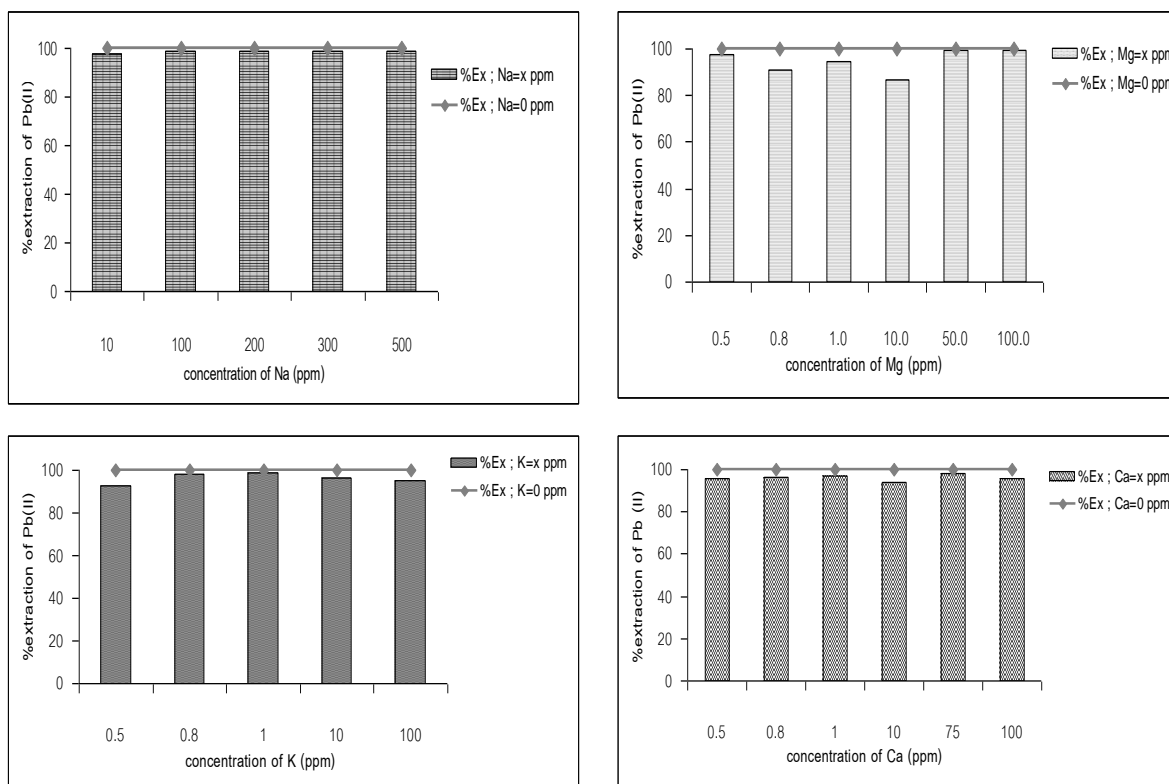 %extraction of Pb(II)
100
80
60
40
20
0
10 100 200 300 500
concentration of Na (ppm)
%Ex ; Na=x ppm
%Ex ; Na=0 ppm
%extraction of Pb(II)
100
80
60
40
20
0
0.5 0.8 1.0 10.0 50.0 100.0
concentration of Mg (ppm)
%Ex ; Mg=x ppm
%Ex ; Mg=0 ppm
%extraction of Pb(II)
100
80
60
40
20
0
0.5 0.8 1 10 100
concentration of K (ppm)
%Ex ; K=x ppm
%Ex ; K=0 ppm
%extraction of Pb (II)
100
80
60
40
20
0
0.5 0.8 1 10 75 100
concentration of Ca (ppm)
%Ex ; Ca=x ppm
%Ex ; Ca=0 ppm